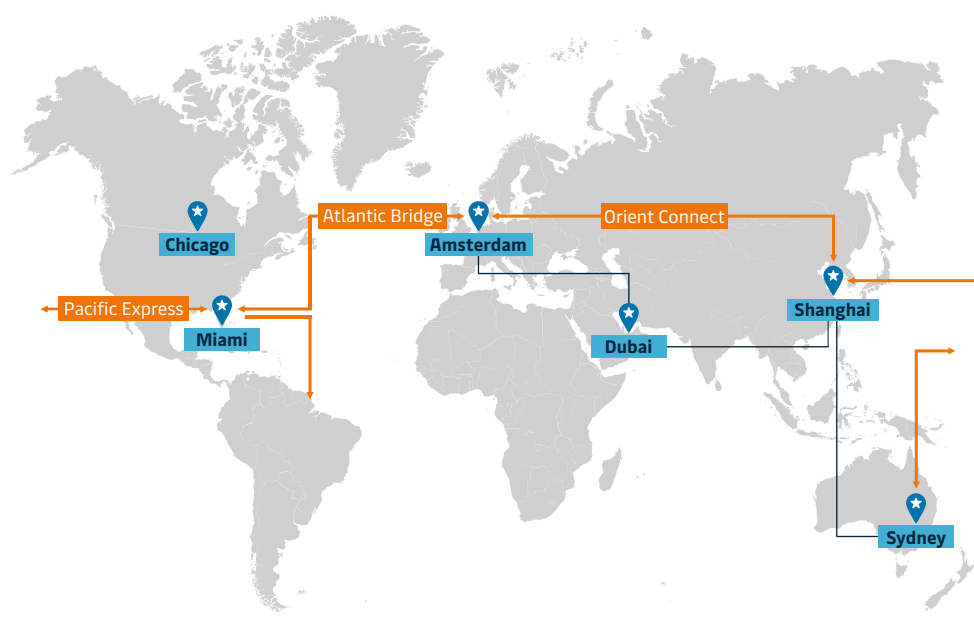 Atlantic Bridge
Orient Connect
Chicago
Amsterdam
Pacific Express
Shanghai
Miami
Dubai
Sydney